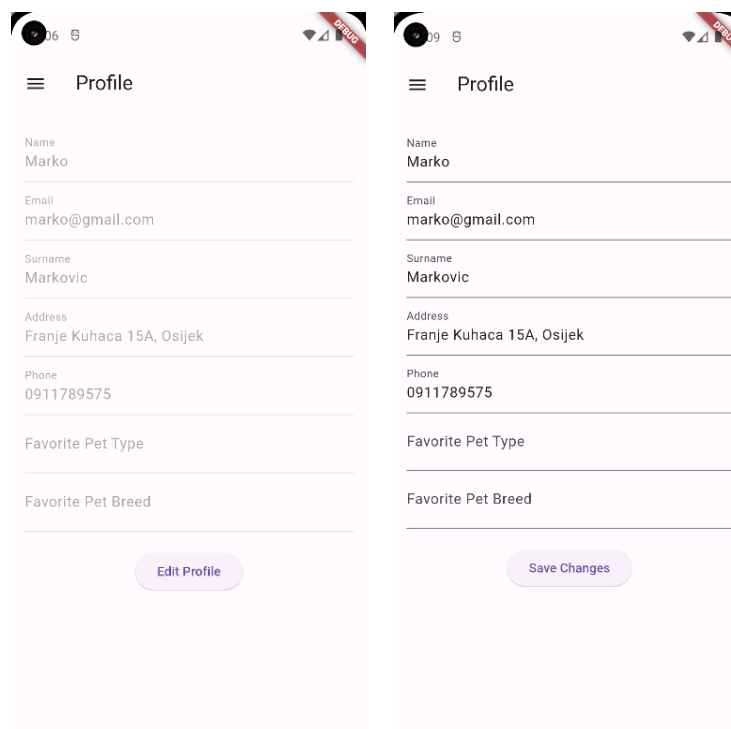 06
DEBUG
Profile
Name
Marko
Email
marko@gmail.com
Surname
Markovic
Address
Franje Kuhaca 15A, Osijek
Phone
0911789575
Favorite Pet Type
Favorite Pet Breed
Edit Profile
09
DEBU
Profile
Name
Marko
Email
marko@gmail.com
Surname
Markovic
Address
Franje Kuhaca 15A, Osijek
Phone
0911789575
Favorite Pet Type
Favorite Pet Breed
Save Changes